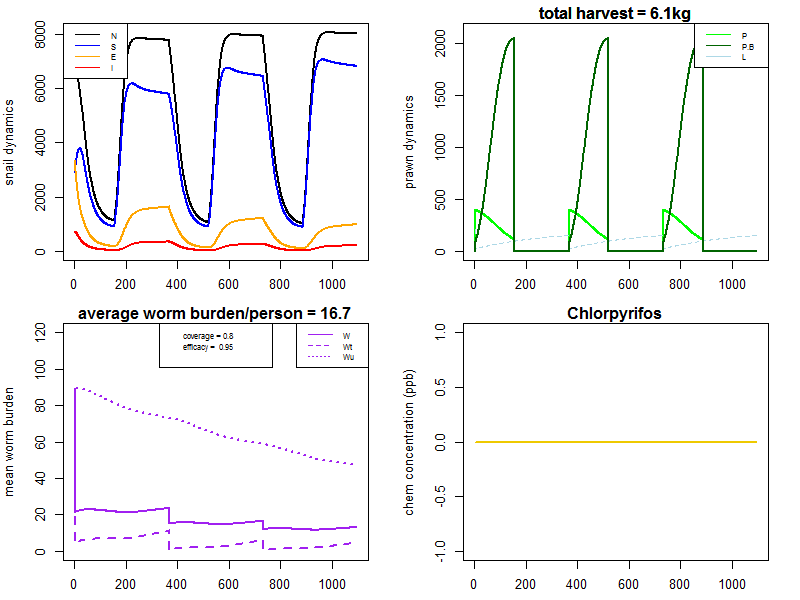 snail dynamics
8000
6000
4000
2000
0
N
S
E
I
0 200 400 600 800 1000
total harvest = 6.1kg
prawn dynamics
2000
1500
1000
500
0
P
P.B
L
0 200 400 600 800 1000
average worm burden/person = 16.7
mean worm burden
120
100
80
60
40
20
0
coverage = 0.8
efficacy = 0.95
W
Wt
Wu
0 200 400 600 800 1000
Chlorpyrifos
chem concentration (ppb)
1.0
0.5
0.0
-0.5
-1.0
0 200 400 600 800 1000